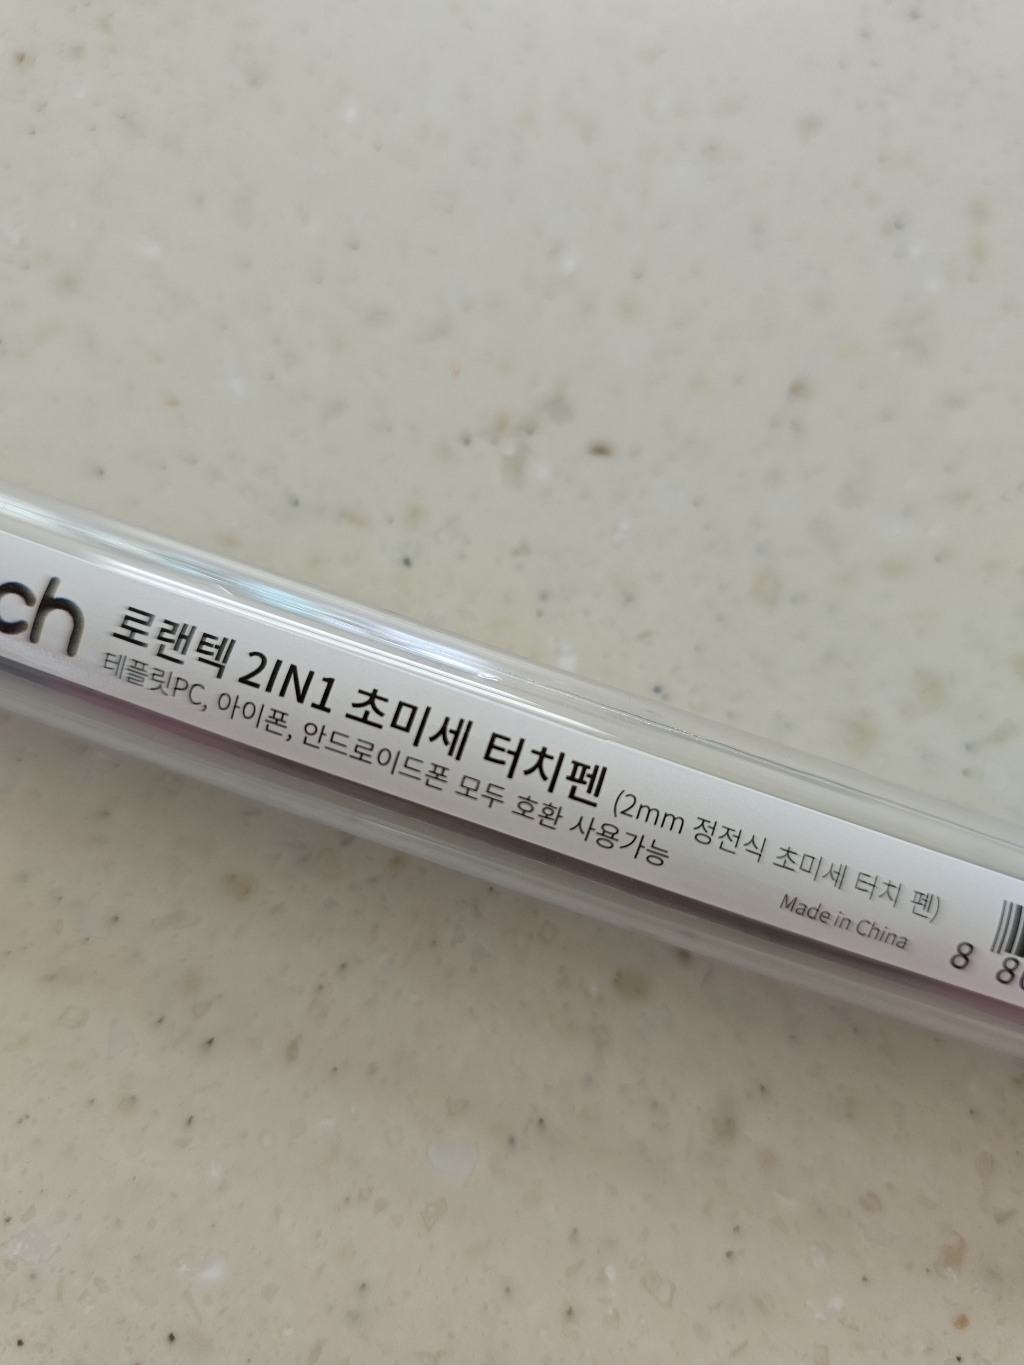 ch
로랜텍 2IN1 초미세 터치펜 (2mm 정전식 초미세 터치 펜)
테플릿PC, 아이폰, 안드로이드폰 모두 호환 사용가능
Made in China
8 8